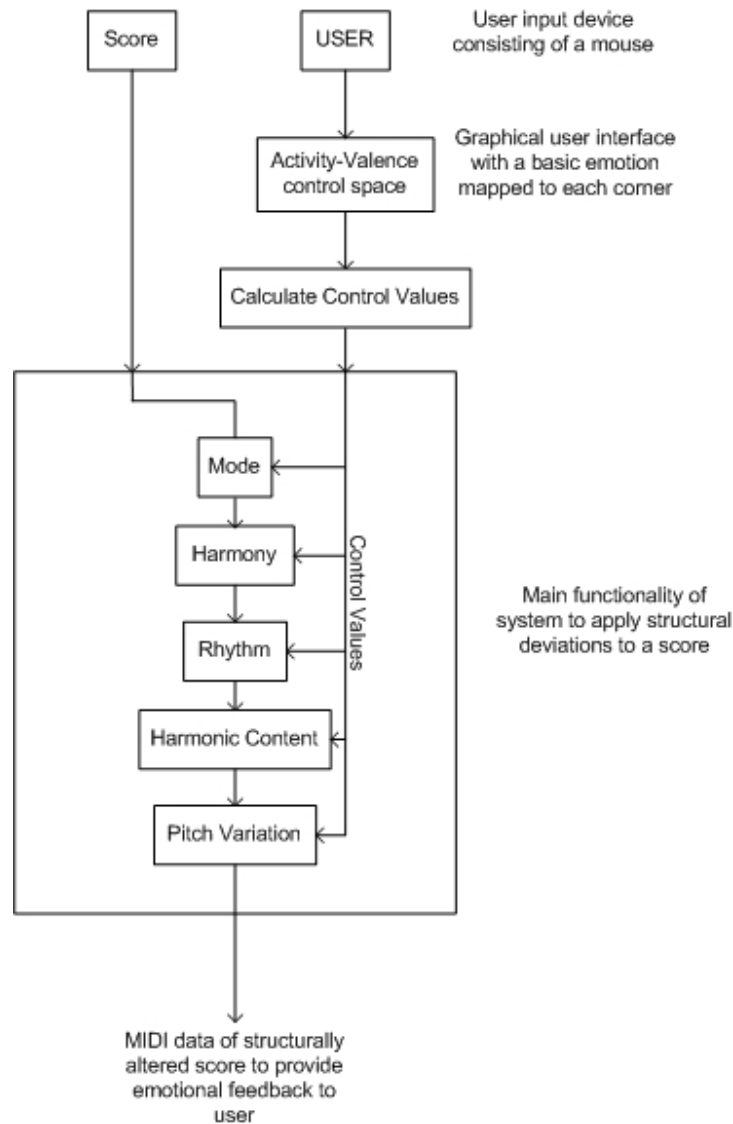 Score
USER
User input device
consisting of a mouse
Activity-Valence
control space
Graphical user interface
with a basic emotion
mapped to each corner
Calculate Control Values
Mode
Harmony
Rhythm
Harmonic Content
Pitch Variation
Control Values
Main functionality of
system to apply structural
deviations to a score
MIDI data of structurally
altered score to provide
emotional feedback to
user